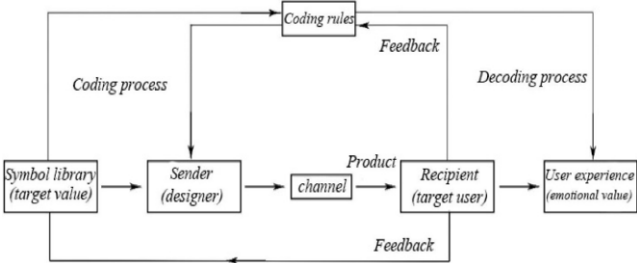 Coding rules
Feedback
Coding process
Decoding process
Product
Symbol library
(target value)
Sender
(designer)
channel
Recipient
(target user)
User experience
(emotional value)
Feedback